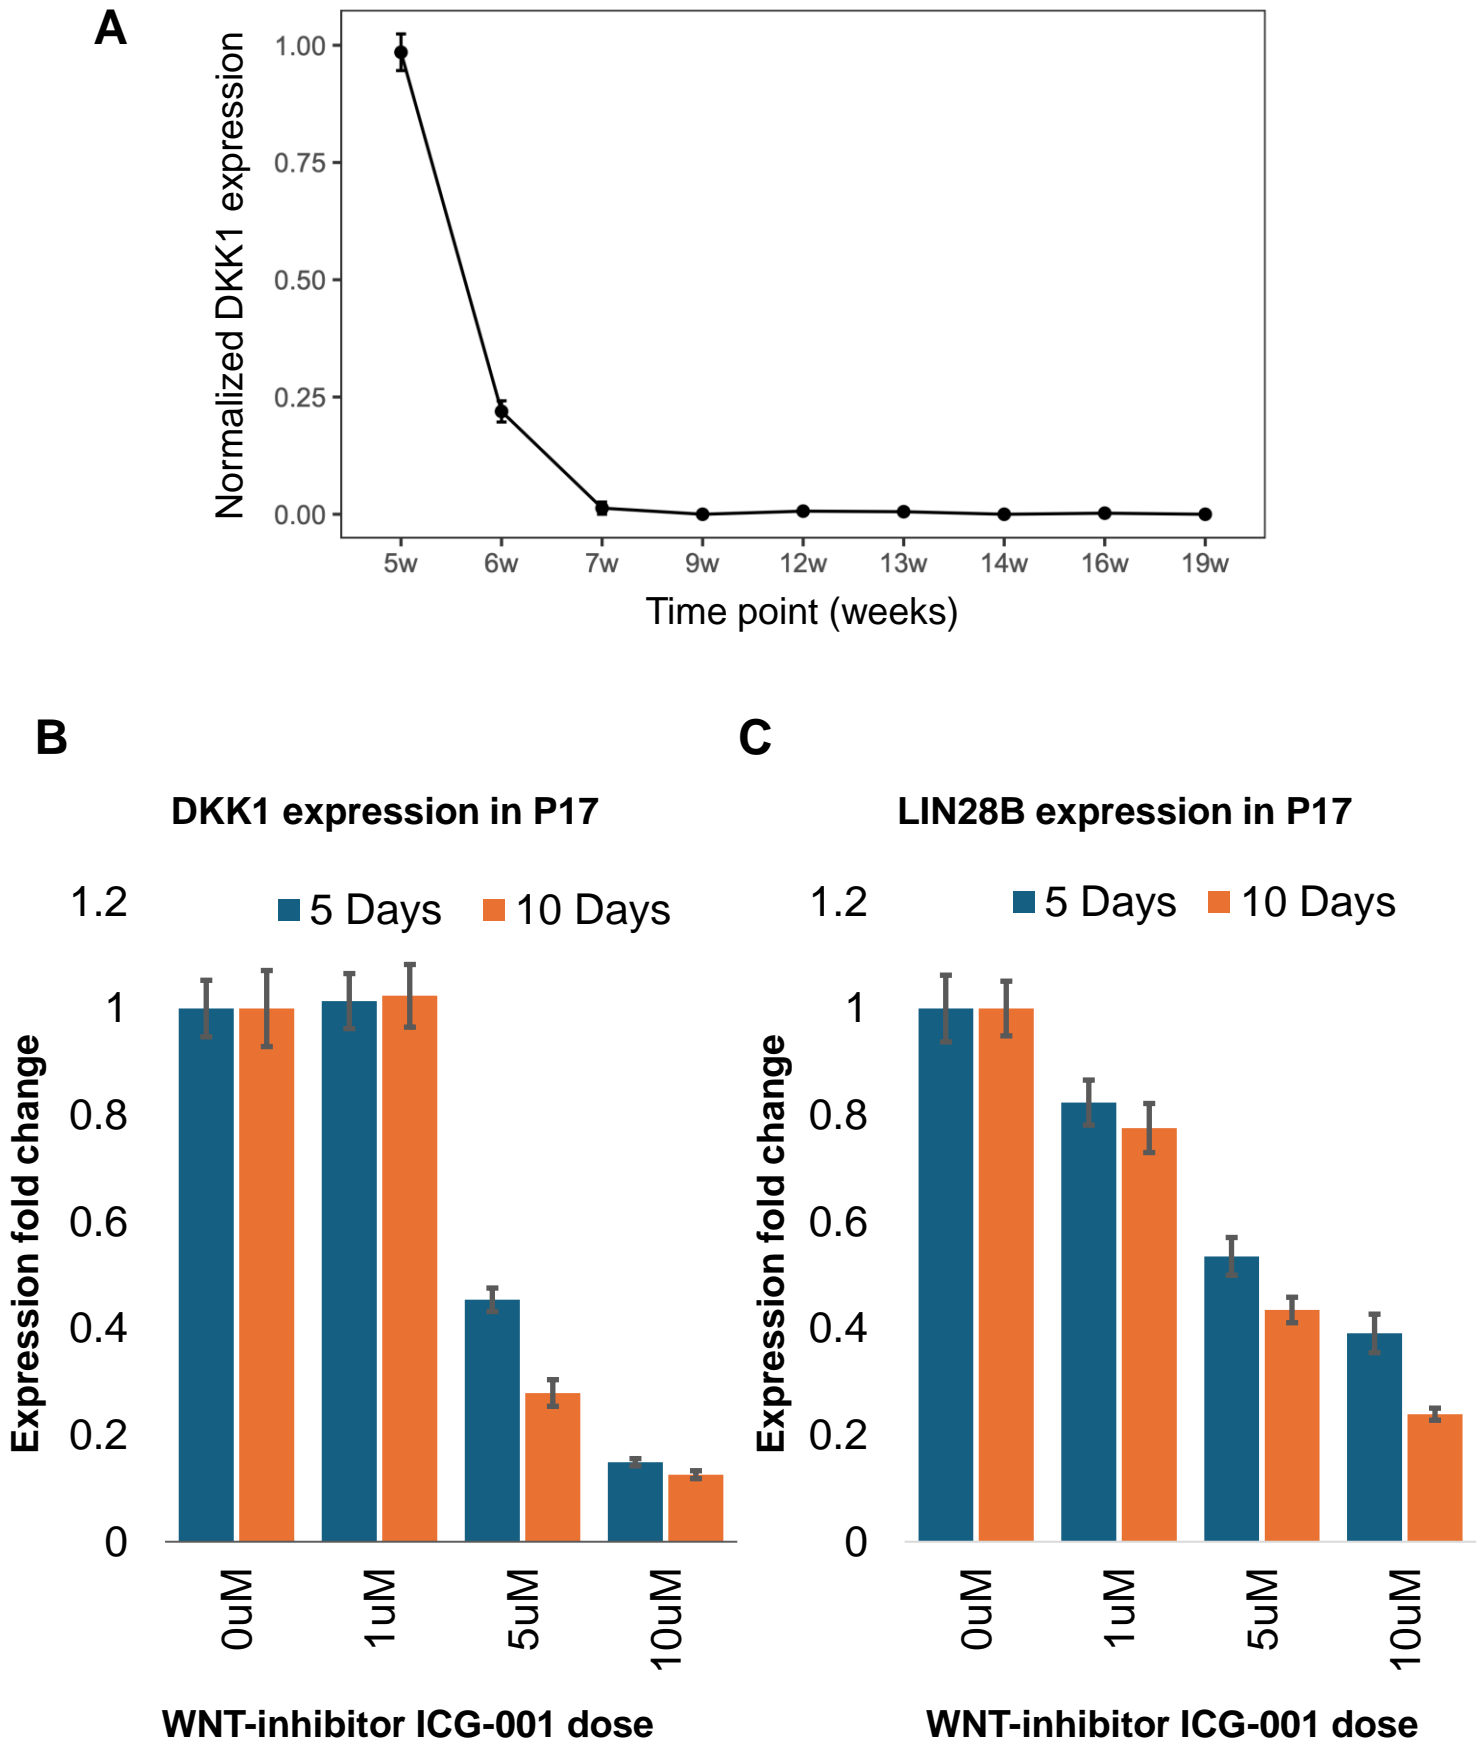 A
Normalized DKK1 expression
1.00
0.75
0.50
0.25
0.00
5w 6w 7w 9w 12w 13w 14w 16w 19w
Time point (weeks)
B
DKK1 expression in P17
5 Days 10 Days
Expression fold change
1.2
1
0.8
0.6
0.4
0.2
0
0uM 1uM 5uM 10uM
WNT-inhibitor ICG-001 dose
C
LIN28B expression in P17
5 Days 10 Days
Expression fold change
1.2
1
0.8
0.6
0.4
0.2
0
0uM 1uM 5uM 10uM
WNT-inhibitor ICG-001 dose